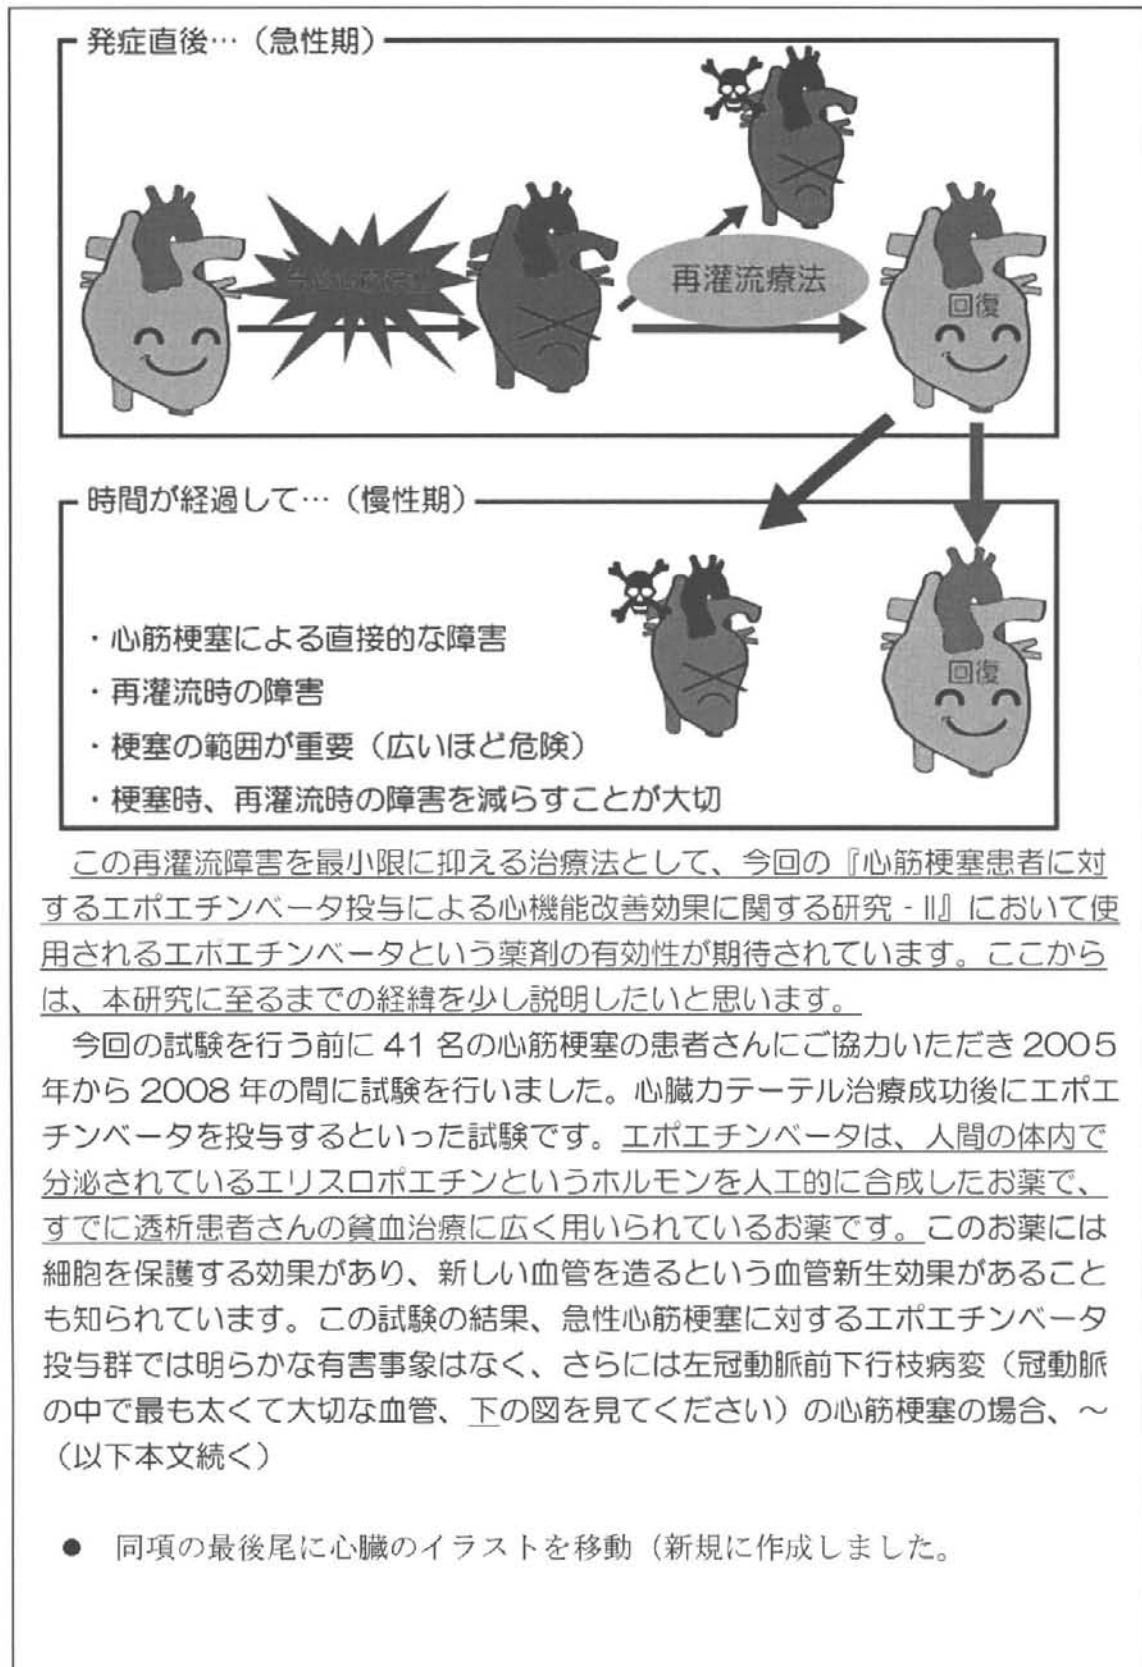 発症直後…（急性期）
再灌流療法
回復
時間が経過して…（慢性期）
・心筋梗塞による直接的な障害
・再灌流時の障害
・梗塞の範囲が重要（広いほど危険）
・梗塞時、再灌流時の障害を減らすことが大切
回復
この再灌流障害を最小限に抑える治療法として、今回の『心筋梗塞患者に対
するエポエチンベータ投与による心機能改善効果に関する研究 - Ⅱ』において使
用されるエポエチンベータという薬剤の有効性が期待されています。ここから
は、本研究に至るまでの経緯を少し説明したいと思います。
今回の試験を行う前に 41 名の心筋梗塞の患者さんにご協力いただき 2005
年から 2008 年の間に試験を行いました。心臓カテーテル治療成功後にエポエ
チンベータを投与するといった試験です。エポエチンベータは、人間の体内で
分泌されているエリスロポエチンというホルモンを人工的に合成したお薬で、
すでに透析患者さんの貧血治療に広く用いられているお薬です。このお薬には
細胞を保護する効果があり、新しい血管を造るという血管新生効果があること
も知られています。この試験の結果、急性心筋梗塞に対するエポエチンベータ
投与群では明らかな有害事象はなく、さらには左冠動脈前下行枝病変（冠動脈
の中で最も太くて大切な血管、下の図を見てください）の心筋梗塞の場合、～
（以下本文続く）
● 同項の最後尾に心臓のイラストを移動（新規に作成しました。